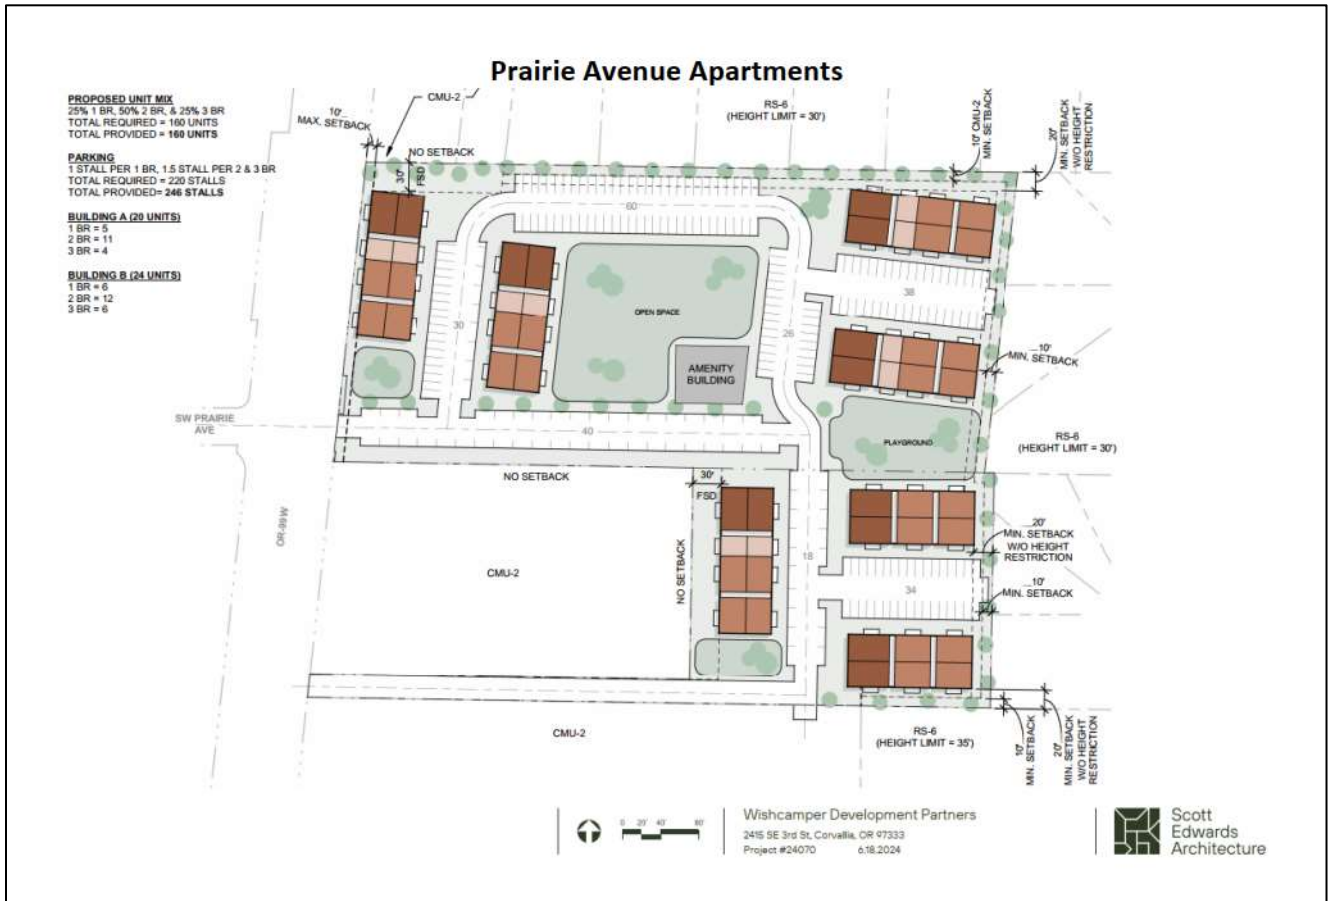 Prairie Avenue Apartments
PROPOSED UNIT MIX
25% 1 BR, 50% 2 BR, & 25% 3 BR
TOTAL REQUIRED = 160 UNITS
TOTAL PROVIDED = 160 UNITS
PARKING
1 STALL PER 1 BR, 1.5 STALL PER 2 & 3 BR
TOTAL REQUIRED = 220 STALLS
TOTAL PROVIDED= 246 STALLS
BUILDING A (20 UNITS)
1 BR = 5
2 BR = 11
3 BR = 4
BUILDING B (24 UNITS)
1 BR = 6
2 BR = 12
3 BR = 6
10'
MAX. SETBACK
CMU-2
NO SETBACK
30'
FSD
RS-6
(HEIGHT LIMIT = 30')
10' CMU-2
MIN. SETBACK
20'
MIN. SETBACK
W/O HEIGHT
RESTRICTION
60
38
30
26
OPEN SPACE
AMENITY
BUILDING
10'
MIN. SETBACK
SW PRAIRIE
AVE
40
PLAYGROUND
RS-6
(HEIGHT LIMIT = 30')
NO SETBACK
30'
FSD
OR-99W
NO SETBACK
CMU-2
18
20'
MIN. SETBACK
W/O HEIGHT
RESTRICTION
34
10'
MIN. SETBACK
CMU-2
RS-6
(HEIGHT LIMIT = 35')
10'
MIN. SETBACK
20'
MIN. SETBACK
W/O HEIGHT
RESTRICTION
0 20' 40' 80'
Wishcamper Development Partners
2415 SE 3rd St, Corvallis, OR 97333
Project #24070 6.18.2024
Scott
Edwards
Architecture